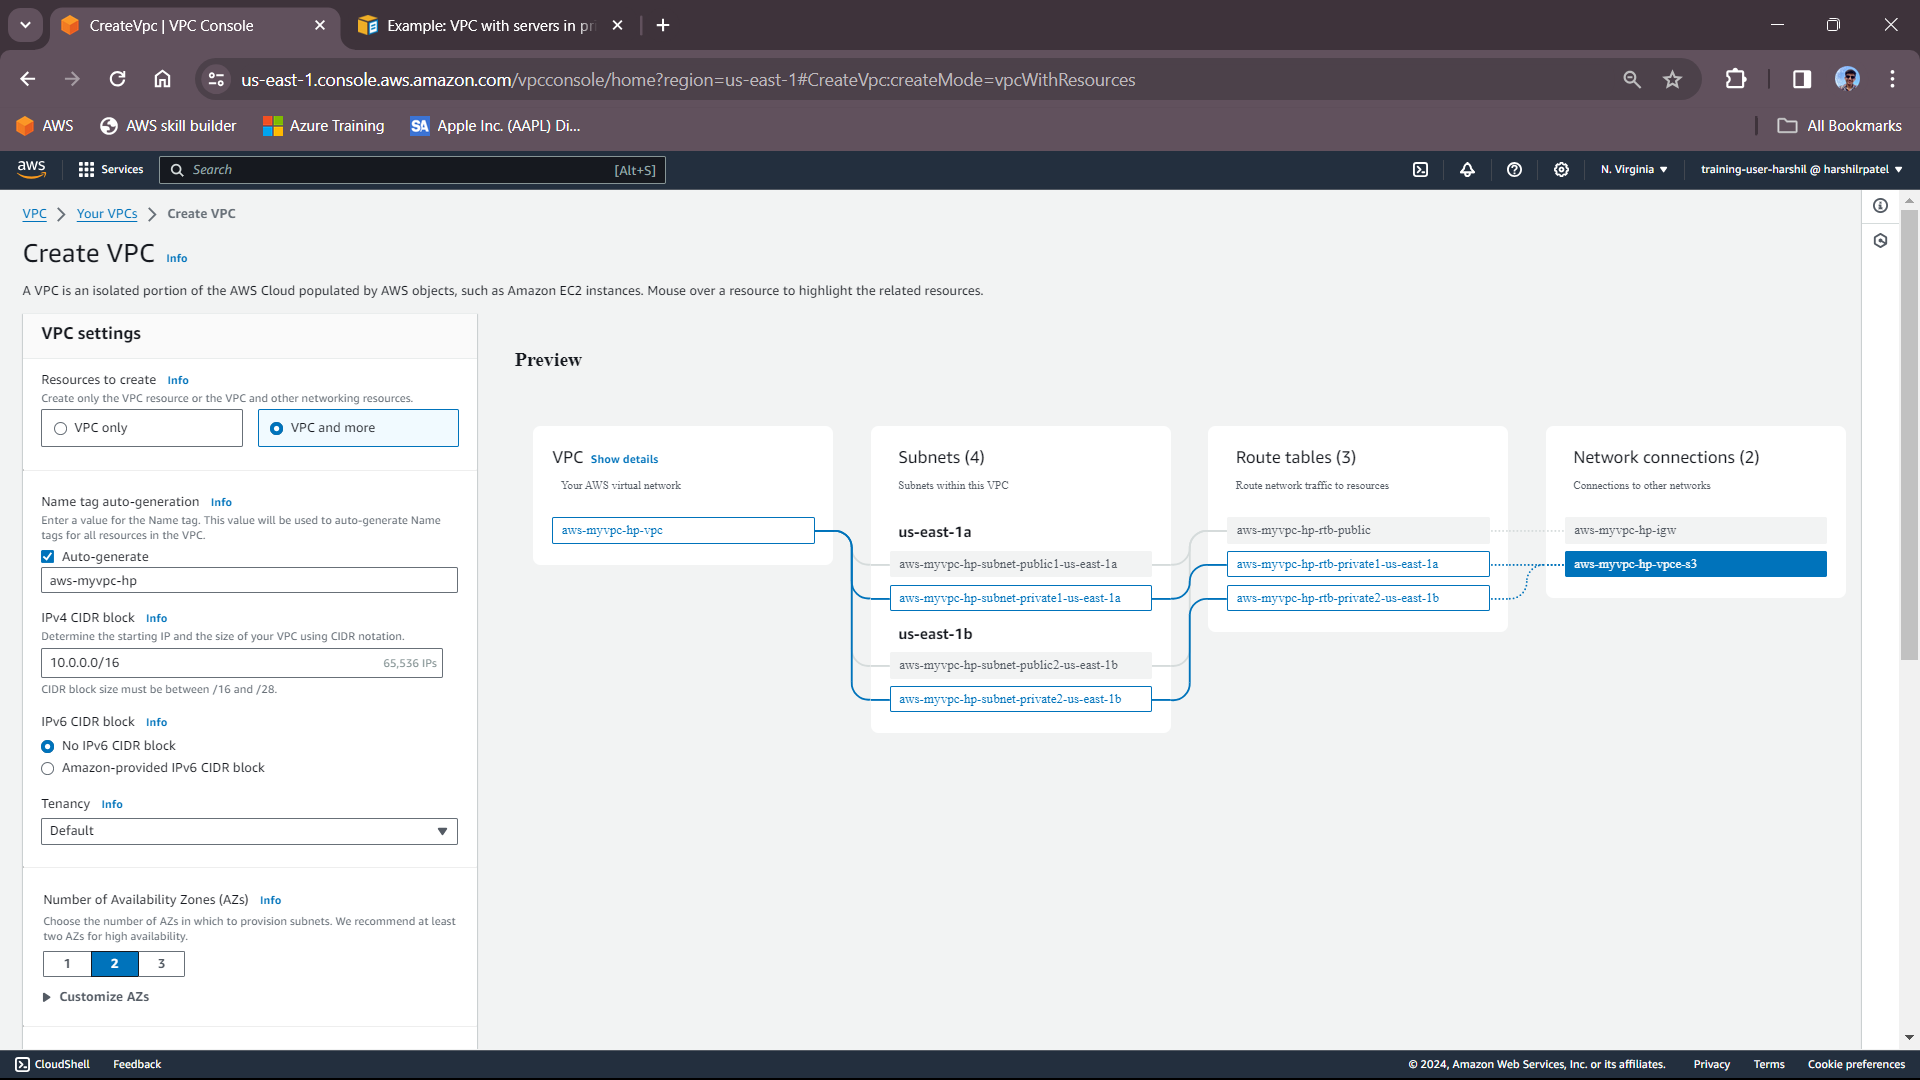 CreateVpc | VPC Console
Example: VPC with servers in pri
us-east-1.console.aws.amazon.com/vpcconsole/home?region=us-east-1#CreateVpc:createMode=vpcWithResources
AWS
AWS skill builder
Azure Training
SA
Apple Inc. (AAPL) Di...
All Bookmarks
aws
Services
Search
[Alt+S]
N. Virginia
training-user-harshil @ harshilrpatel
VPC
Your VPCs
Create VPC
Create VPC Info
A VPC is an isolated portion of the AWS Cloud populated by AWS objects, such as Amazon EC2 instances. Mouse over a resource to highlight the related resources.
VPC settings
Resources to create Info
Create only the VPC resource or the VPC and other networking resources.
VPC only
VPC and more
Name tag auto-generation Info
Enter a value for the Name tag. This value will be used to auto-generate Name
tags for all resources in the VPC.
Auto-generate
aws-myvpc-hp
IPv4 CIDR block Info
Determine the starting IP and the size of your VPC using CIDR notation.
10.0.0.0/16
65,536 IPs
CIDR block size must be between /16 and /28.
IPv6 CIDR block Info
No IPv6 CIDR block
Amazon-provided IPv6 CIDR block
Tenancy Info
Default
Number of Availability Zones (AZs) Info
Choose the number of AZs in which to provision subnets. We recommend at least
two AZs for high availability.
1
2
3
Customize AZs
Preview
VPC Show details
Your AWS virtual network
aws-myvpc-hp-vpc
Subnets (4)
Subnets within this VPC
us-east-1a
aws-myvpc-hp-subnet-public1-us-east-1a
aws-myvpc-hp-subnet-private1-us-east-1a
us-east-1b
aws-myvpc-hp-subnet-public2-us-east-1b
aws-myvpc-hp-subnet-private2-us-east-1b
Route tables (3)
Route network traffic to resources
aws-myvpc-hp-rtb-public
aws-myvpc-hp-rtb-private1-us-east-1a
aws-myvpc-hp-rtb-private2-us-east-1b
Network connections (2)
Connections to other networks
aws-myvpc-hp-igw
aws-myvpc-hp-vpce-s3
CloudShell
Feedback
© 2024, Amazon Web Services, Inc. or its affiliates.
Privacy
Terms
Cookie preferences